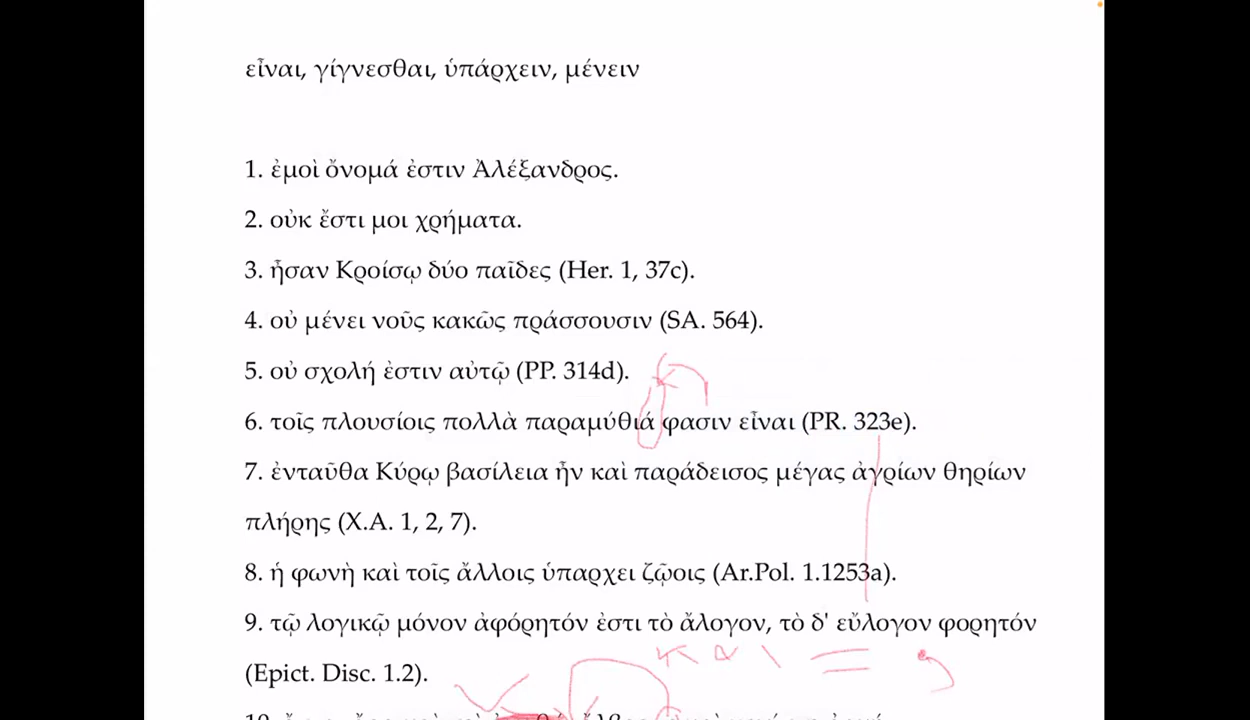 εἶναι, γίγνεσθαι, ὑπάρχειν, μένειν
1. ἐμοὶ ὄνομά ἐστιν Ἀλέξανδρος.
2. οὐκ ἔστι μοι χρήματα.
3. ἦσαν Κροίσῳ δύο παῖδες (Her. 1, 37c).
4. οὐ μένει νοῦς κακῶς πράσσουσιν (SA. 564).
5. οὐ σχολή ἐστιν αὐτῷ (PP. 314d).
6. τοῖς πλουσίοις πολλὰ παραμύθιά φασιν εἶναι (PR. 323e).
7. ἐνταῦθα Κύρῳ βασίλεια ἦν καὶ παράδεισος μέγας ἀγρίων θηρίων
πλήρης (X.A. 1, 2, 7).
8. ἡ φωνὴ καὶ τοῖς ἄλλοις ὑπαρχει ζῴοις (Ar.Pol. 1.1253a).
9. τῷ λογικῷ μόνον ἀφόρητόν ἐστι τὸ ἄλογον, τὸ δ' εὔλογον φορητόν
(Epict. Disc. 1.2).
και =